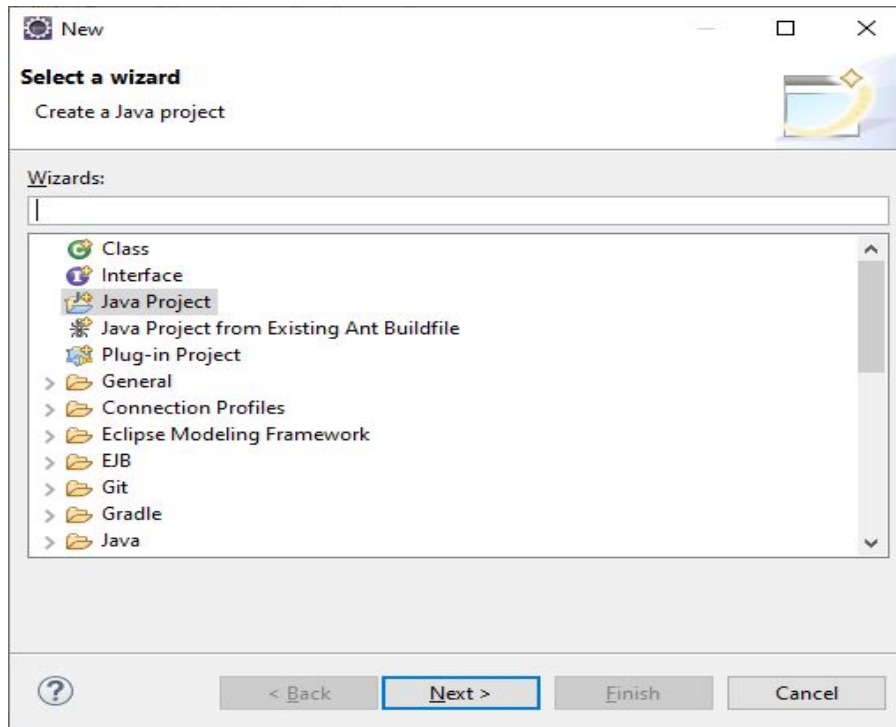 New
Select a wizard
Create a Java project
Wizards:
Class
Interface
Java Project
Java Project from Existing Ant Buildfile
Plug-in Project
General
Connection Profiles
Eclipse Modeling Framework
EJB
Git
Gradle
Java
? < Back Next > Finish Cancel